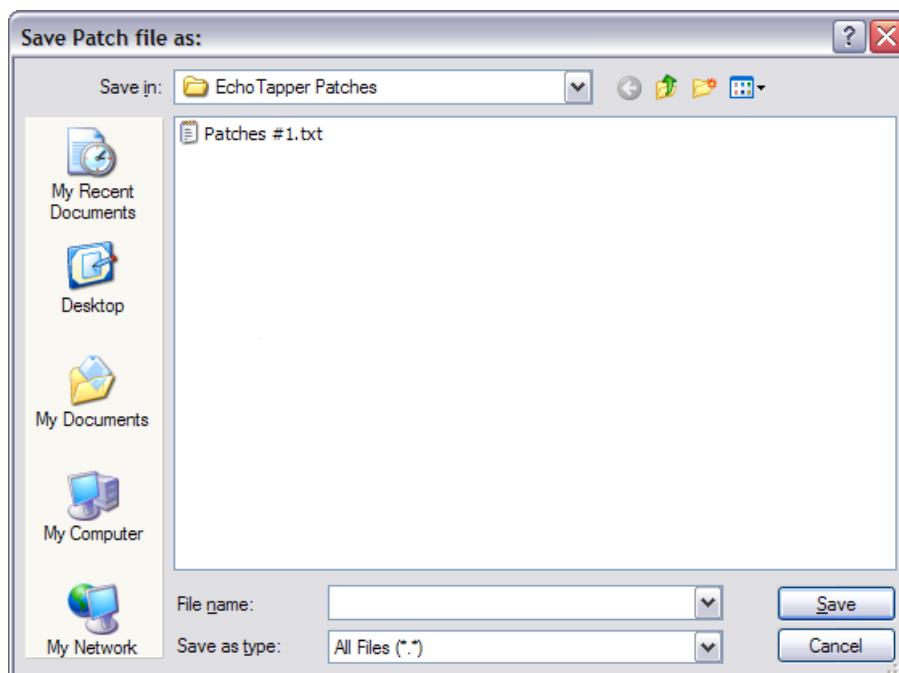 Save Patch file as:
Save in:
EchoTapper Patches
Patches #1.txt
My Recent
Documents
Desktop
My Documents
My Computer
My Network
File name:
Save
Save as type:
All Files (*.*)
Cancel